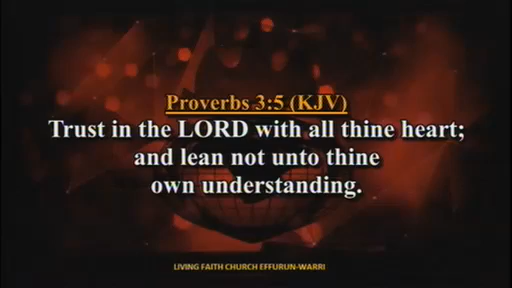 Proverbs 3:5 (KJV)
Trust in the LORD with all thine heart;
and lean not unto thine
own understanding.
LIVING FAITH CHURCH EFFURUN-WARRI